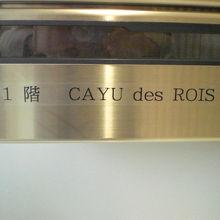 1 階 CAYU des ROIS